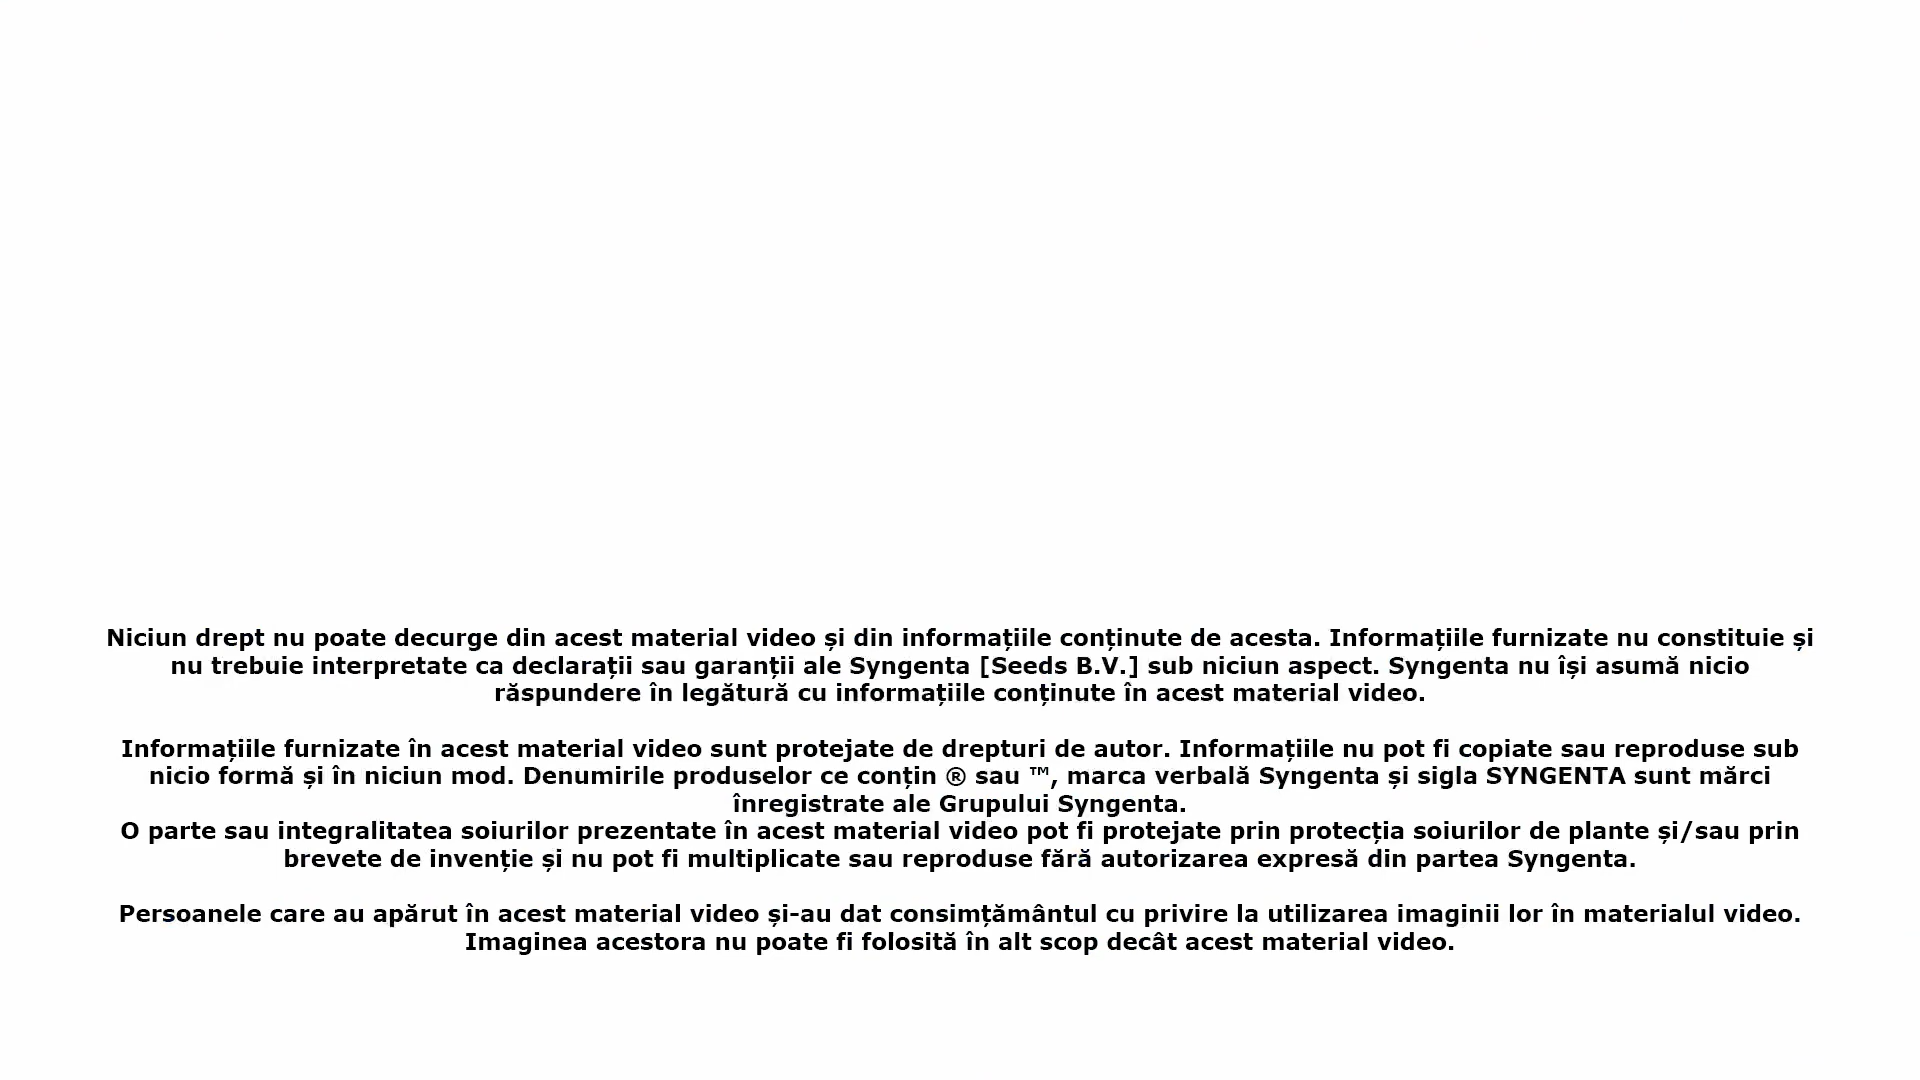 Niciun drept nu poate decurge din acest material video și din informațiile conținute de acesta. Informațiile furnizate nu constituie și
nu trebuie interpretate ca declarații sau garanții ale Syngenta [Seeds B.V.] sub niciun aspect. Syngenta nu își asumă nicio
răspundere în legătură cu informațiile conținute în acest material video.
Informațiile furnizate în acest material video sunt protejate de drepturi de autor. Informațiile nu pot fi copiate sau reproduse sub
nicio formă și în niciun mod. Denumirile produselor ce conțin ® sau ™, marca verbală Syngenta și sigla SYNGENTA sunt mărci
înregistrate ale Grupului Syngenta.
O parte sau integralitatea soiurilor prezentate în acest material video pot fi protejate prin protecția soiurilor de plante și/sau prin
brevete de invenție și nu pot fi multiplicate sau reproduse fără autorizarea expresă din partea Syngenta.
Persoanele care au apărut în acest material video și-au dat consimțământul cu privire la utilizarea imaginii lor în materialul video.
Imaginea acestora nu poate fi folosită în alt scop decât acest material video.